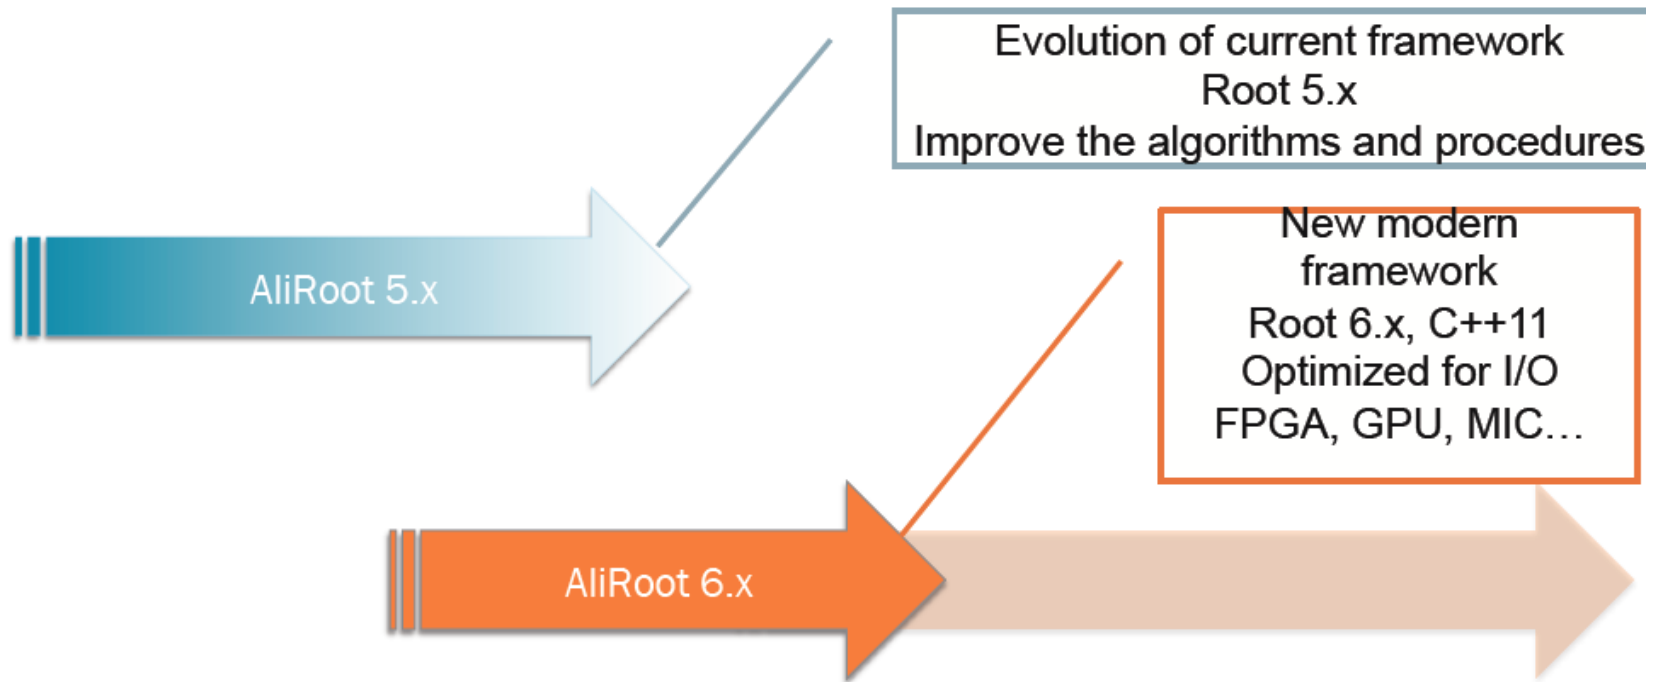 Evolution of current framework
Root 5.x
Improve the algorithms and procedures
AliRoot 5.x
New modern
framework
Root 6.x, C++11
Optimized for I/O
FPGA, GPU, MIC…
AliRoot 6.x